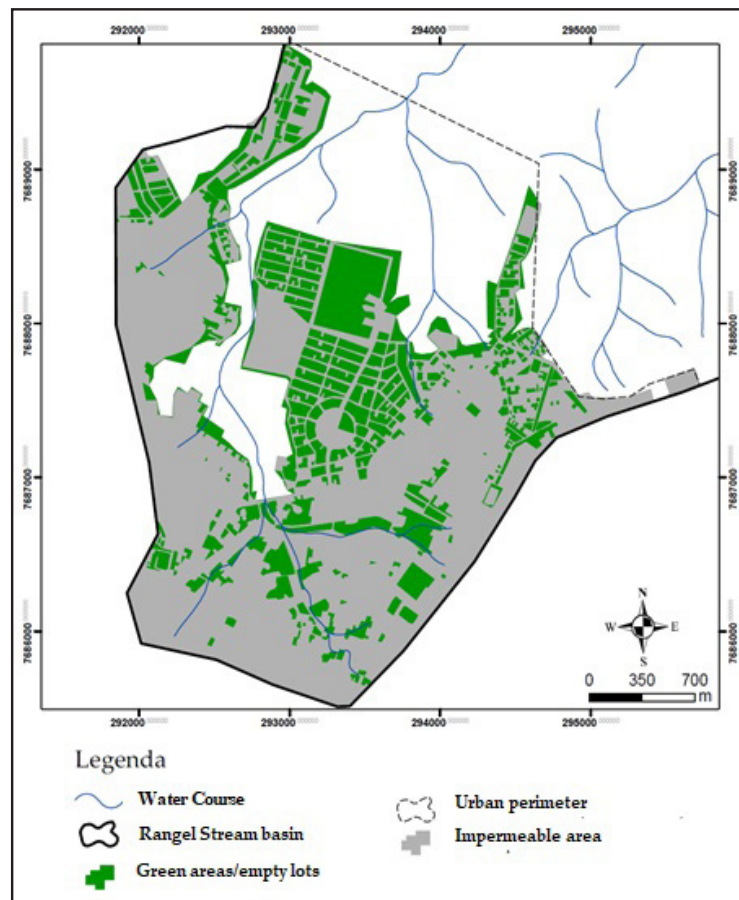 292000 293000 294000 295000
7689000 7689000
7688000 7688000
7687000 7687000
7686000 7686000
N
W E
S
0 350 700
m
292000 293000 294000 295000
Legenda
Water Course
Urban perimeter
Rangel Stream basin
Impermeable area
Green areas/empty lots